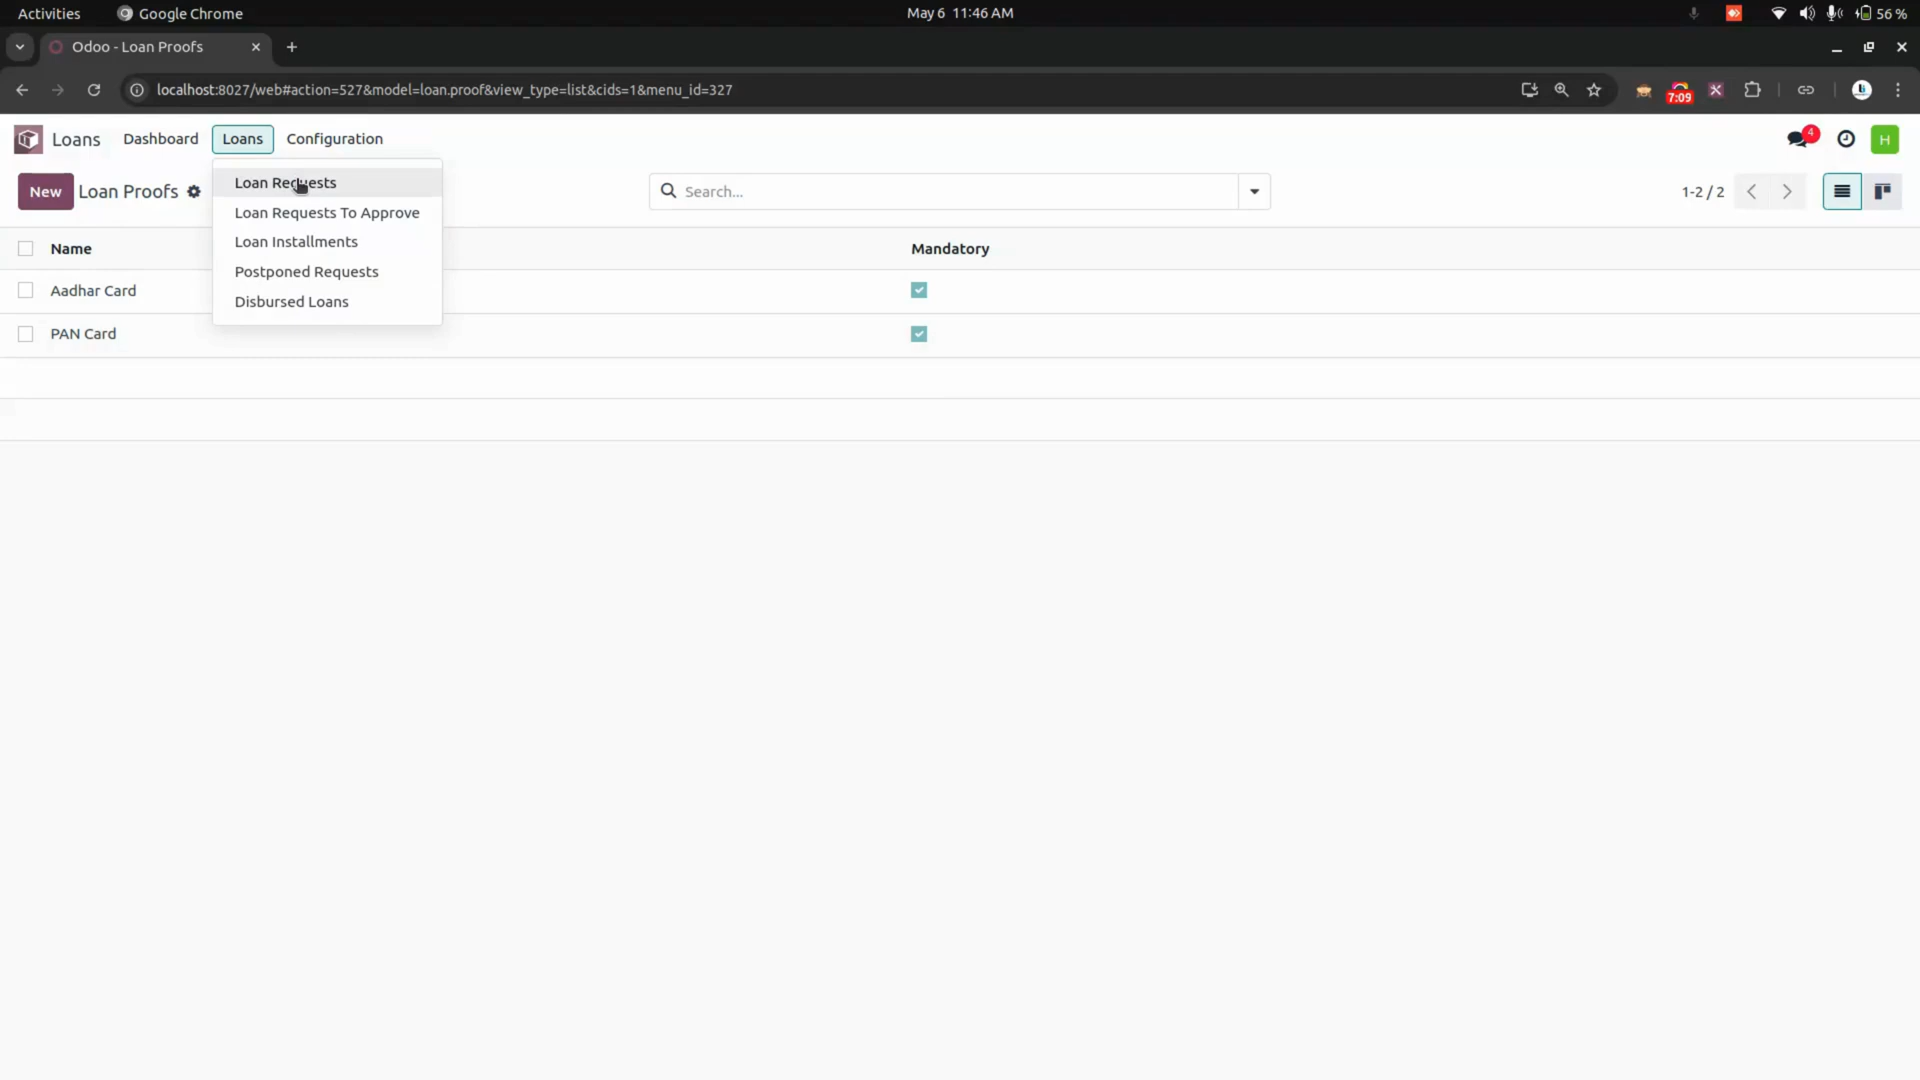 Activities Google Chrome May 6 11:46 AM 56 %
Odoo - Loan Proofs
localhost:8027/web#action=527&model=loan.proof&view_type=list&cids=1&menu_id=327 7:09
Loans Dashboard Loans Configuration 4 H
New Loan Proofs Search... 1-2 / 2
Loan Requests
Loan Requests To Approve
Loan Installments
Postponed Requests
Disbursed Loans
Name Mandatory
Aadhar Card
PAN Card